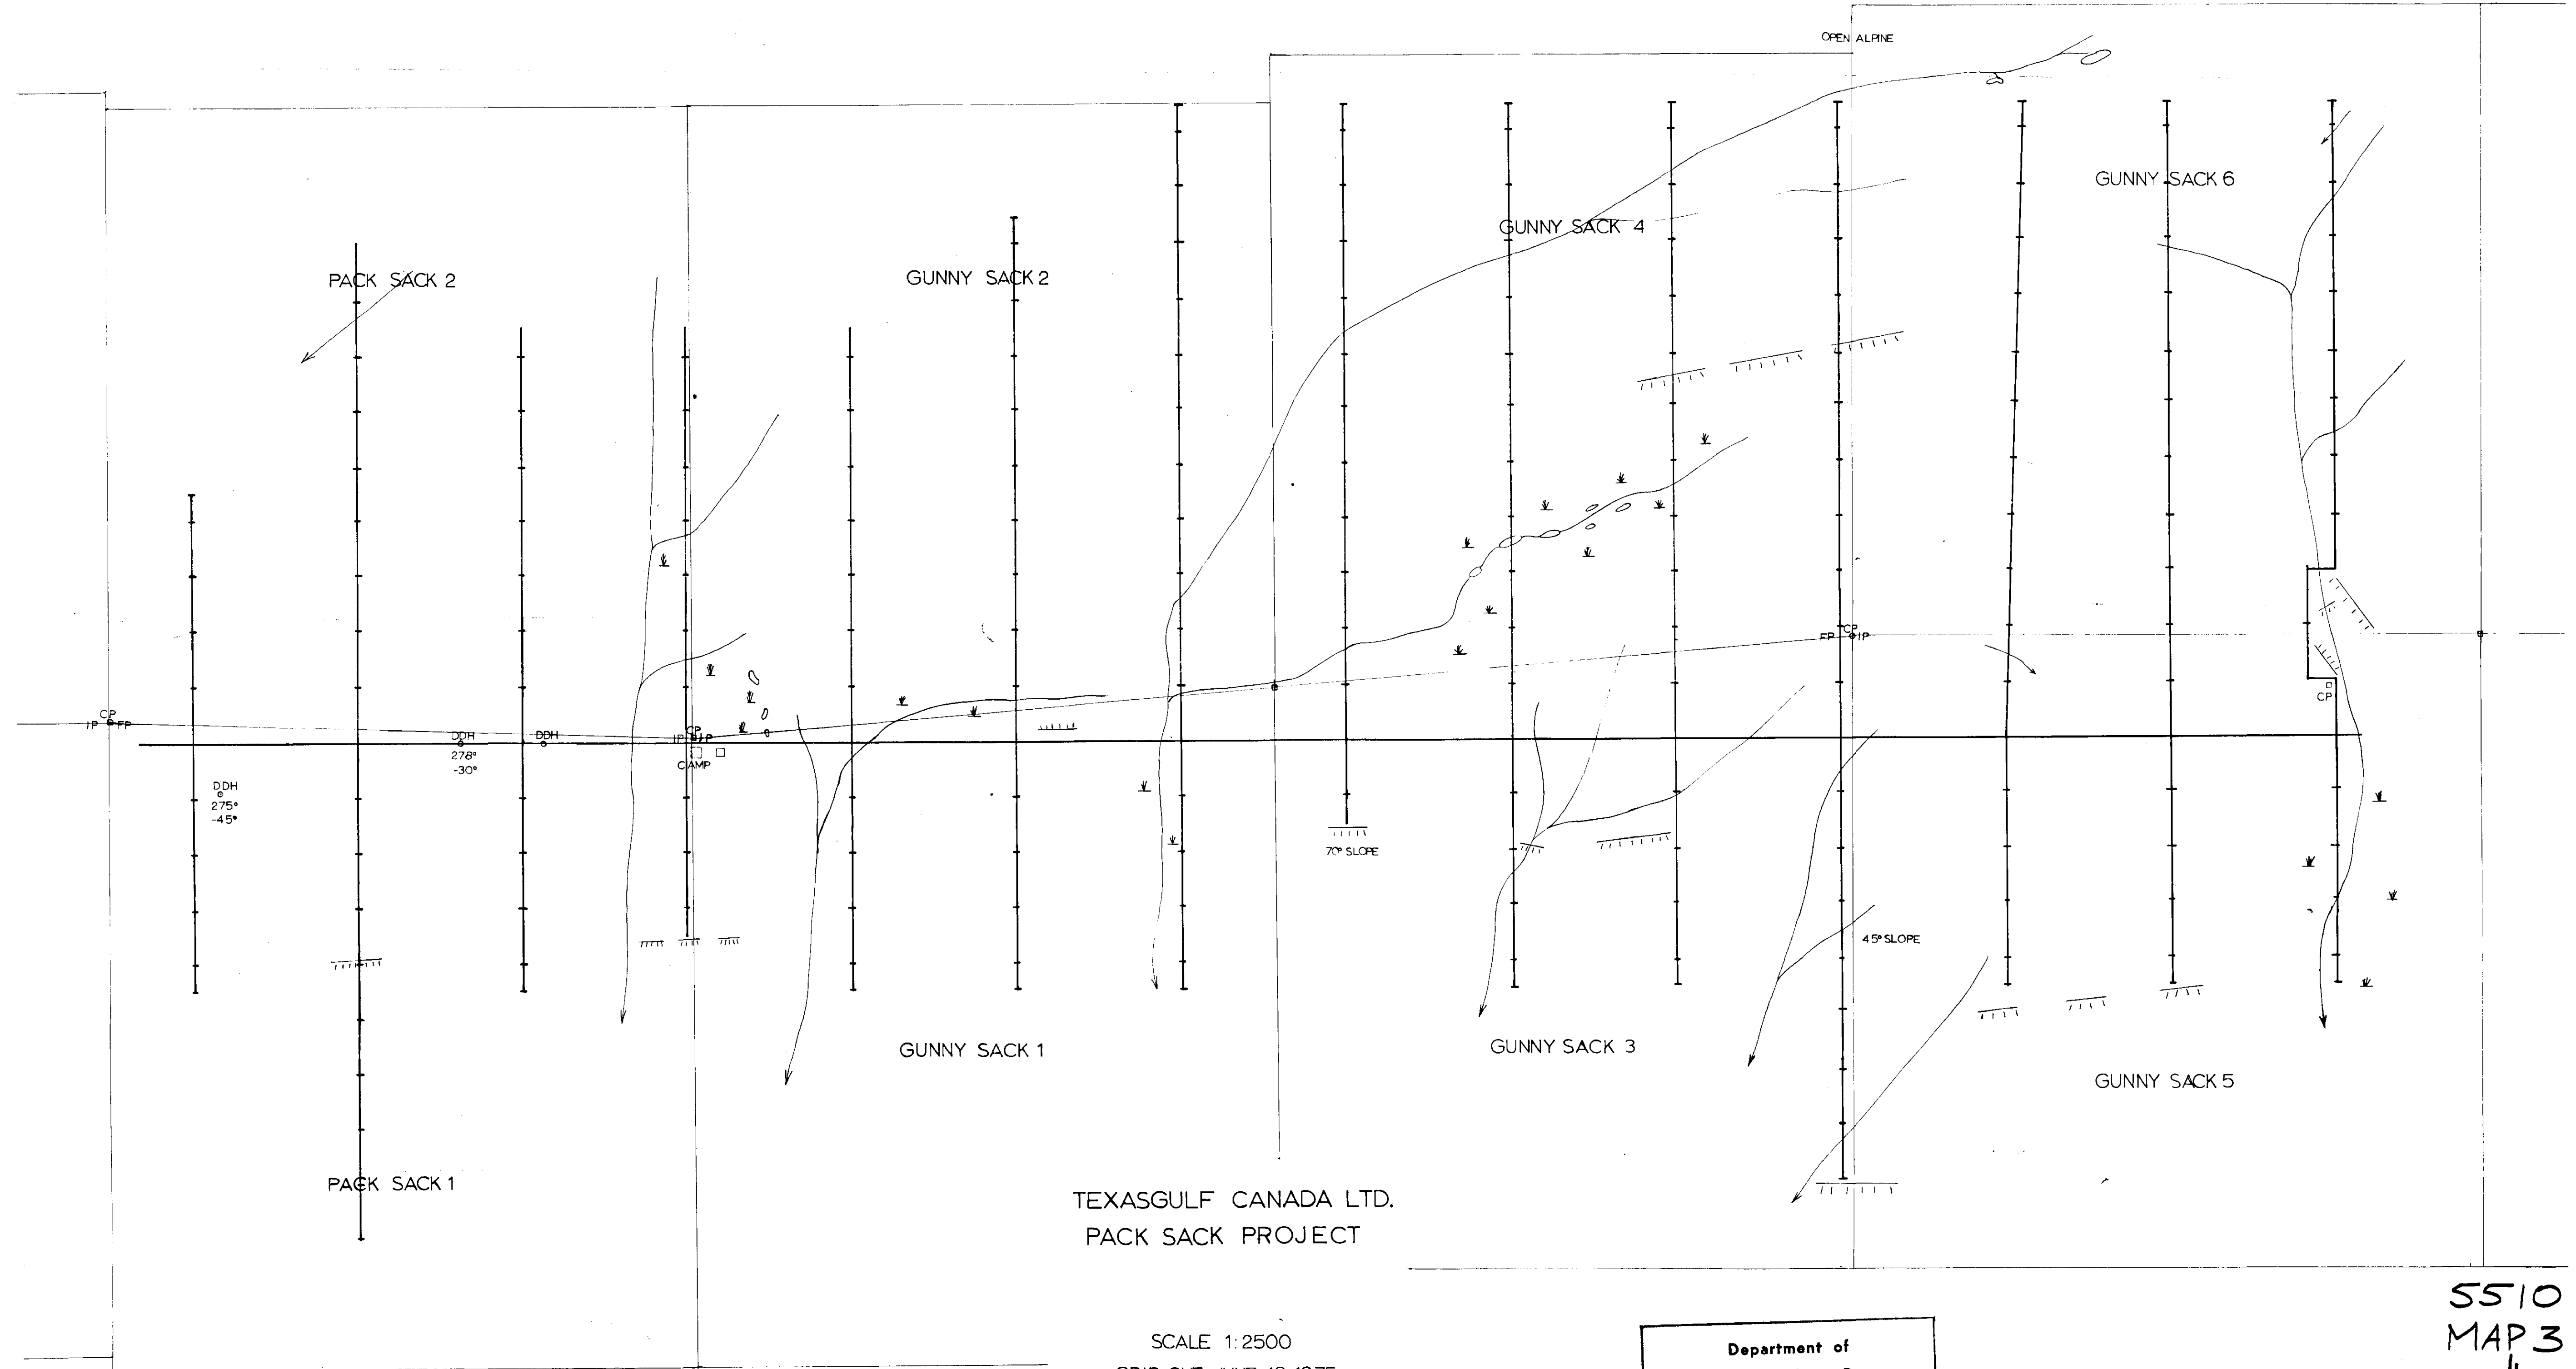 OPEN ALPINE
GUNNY SACK 6
GUNNY SACK 4
PACK SACK 2
GUNNY SACK 2
FP CP IP
CP
CP
IP FP
DDH
278°
-30°
DDH
CP
IP IP
CAMP
DDH
275°
-45°
70° SLOPE
45° SLOPE
GUNNY SACK 1
GUNNY SACK 3
GUNNY SACK 5
PACK SACK 1
TEXASGULF CANADA LTD.
PACK SACK PROJECT
SCALE 1:2500
Department of
5510
MAP 3